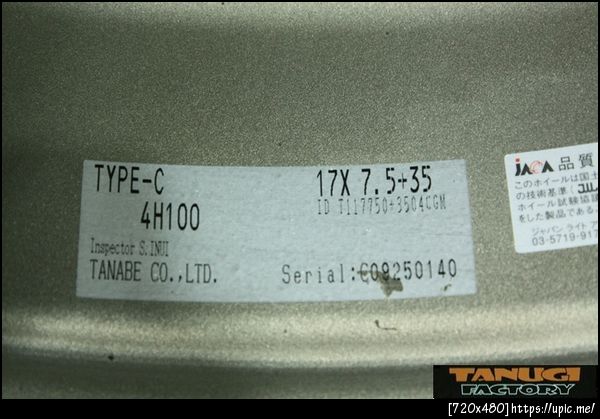 TYPE-C
17X 7.5+35
4H100
ID T117750+3504CGM
Inspector S.INUI
TANABE CO.,LTD.
Serial:C09250140
JAWA 品質
このホイールは国土
の技術基準 (JWL
ホイール試験協議
をした製品である
ジャパン ライト
03-5719-91
TANUGI
FACTORY
[720x480]https://upic.me/